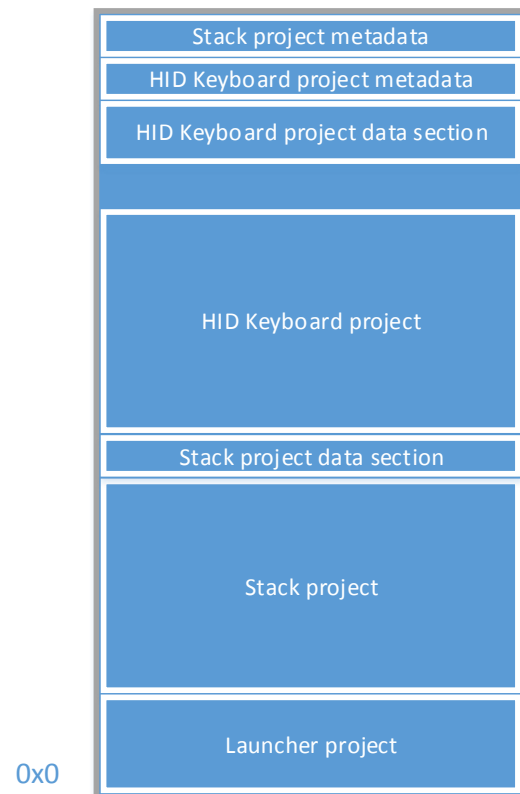 Stack project metadata
HID Keyboard project metadata
HID Keyboard project data section
HID Keyboard project
Stack project data section
Stack project
Launcher project
0x0